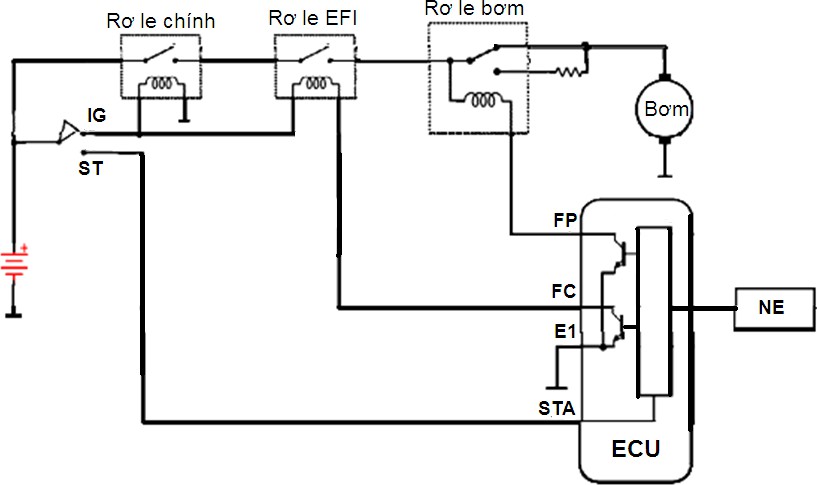 Rơ le chính
Rơ le EFI
Rơ le bơm
IG
ST
Bơm
+
FP
FC
E1
STA
NE
ECU